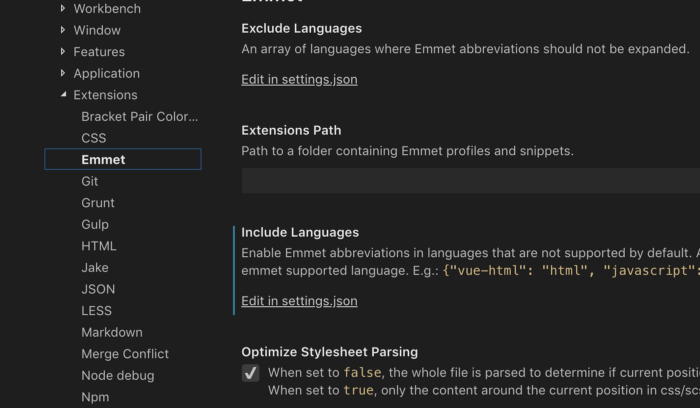 Workbench
Window
Features
Application
Extensions
Bracket Pair Color...
CSS
Emmet
Git
Grunt
Gulp
HTML
Jake
JSON
LESS
Markdown
Merge Conflict
Node debug
Npm
Emmet
Exclude Languages
An array of languages where Emmet abbreviations should not be expanded.
Edit in settings.json
Extensions Path
Path to a folder containing Emmet profiles and snippets.
Include Languages
Enable Emmet abbreviations in languages that are not supported by default. A
emmet supported language. E.g.: {"vue-html": "html", "javascript":
Edit in settings.json
Optimize Stylesheet Parsing
When set to false, the whole file is parsed to determine if current positi
When set to true, only the content around the current position in css/sc